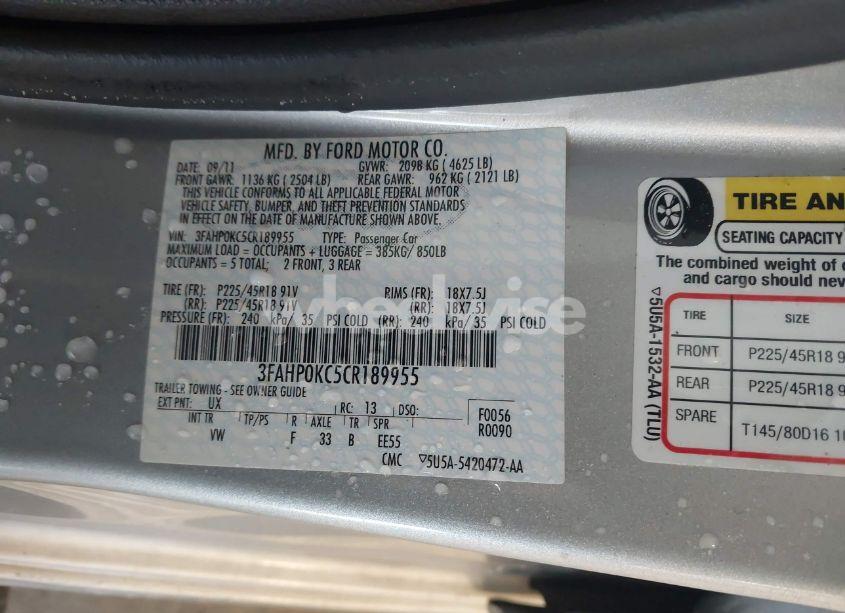 MFD. BY FORD MOTOR CO.
DATE: 09/11 GVWR: 2098 KG ( 4625 LB)
FRONT GAWR: 1136 KG ( 2504 LB) REAR GAWR: 962 KG ( 2121 LB)
THIS VEHICLE CONFORMS TO ALL APPLICABLE FEDERAL MOTOR
VEHICLE SAFETY, BUMPER, AND THEFT PREVENTION STANDARDS
IN EFFECT ON THE DATE OF MANUFACTURE SHOWN ABOVE.
VIN: 3FAHP0KC5CR189955 TYPE: Passenger Car
MAXIMUM LOAD = OCCUPANTS + LUGGAGE = 385KG/ 850LB
OCCUPANTS = 5 TOTAL; 2 FRONT, 3 REAR
TIRE (FR): P225/45R18 91V RIMS (FR): 18X7.5J
(RR): P225/45R18 91V (RR): 18X7.5J
PRESSURE (FR): 240 kPa/ 35 PSI COLD (RR): 240 kPa/ 35 PSI COLD
3FAHP0KC5CR189955
TRAILER TOWING - SEE OWNER GUIDE
EXT PNT: UX RC: 13 DSO: F0056
R0090
INT TR TP/PS R AXLE TR SPR
VW F 33 B EE55
CMC ▽5U5A-5420472-AA
TIRE AN
SEATING CAPACITY
The combined weight of
and cargo should nev
▽5U5A-1532-AA (TLU)
TIRE SIZE
FRONT P225/45R18 9
REAR P225/45R18 9
SPARE T145/80D16 10